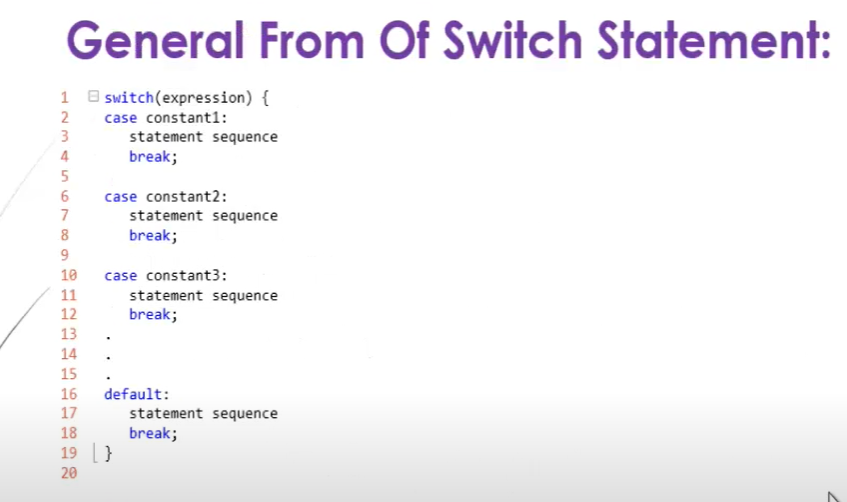 General From Of Switch Statement:
1 switch(expression) {
2 case constant1:
3 statement sequence
4 break;
5
6 case constant2:
7 statement sequence
8 break;
9
10 case constant3:
11 statement sequence
12 break;
13 .
14 .
15 .
16 default:
17 statement sequence
18 break;
19 }
20